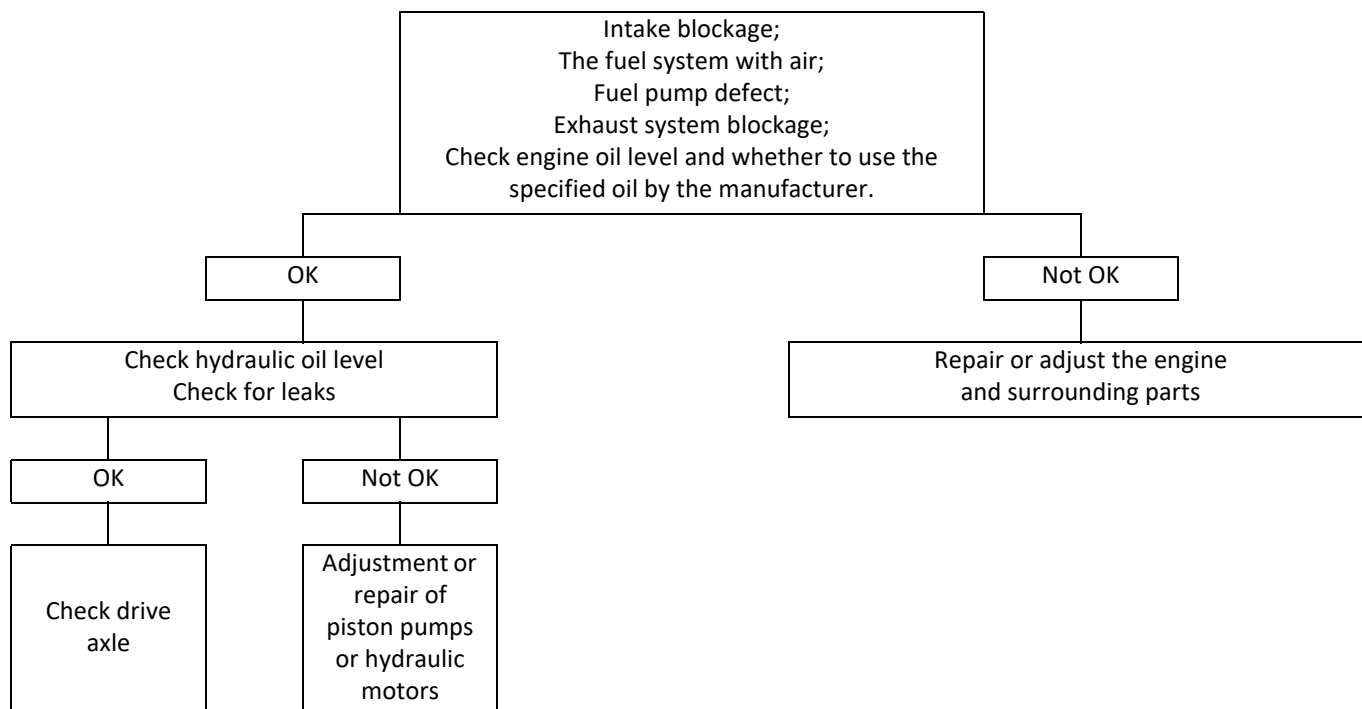 Intake blockage;
The fuel system with air;
Fuel pump defect;
Exhaust system blockage;
Check engine oil level and whether to use the
specified oil by the manufacturer.
OK
Not OK
Check hydraulic oil level
Check for leaks
Repair or adjust the engine
and surrounding parts
OK
Not OK
Check drive
axle
Adjustment or
repair of
piston pumps
or hydraulic
motors